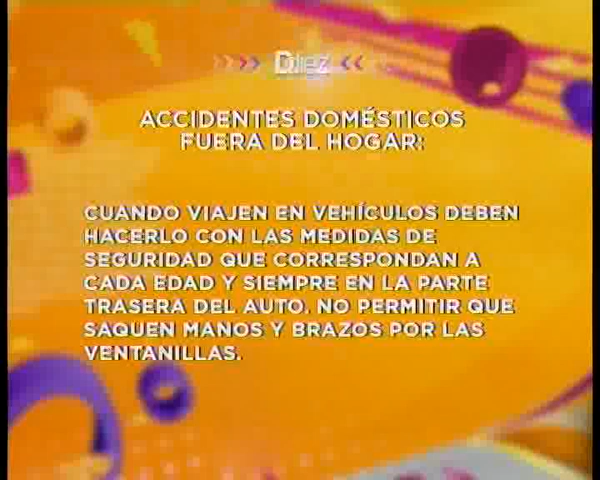 Ddiez
ACCIDENTES DOMÉSTICOS
FUERA DEL HOGAR:
CUANDO VIAJEN EN VEHÍCULOS DEBEN
HACERLO CON LAS MEDIDAS DE
SEGURIDAD QUE CORRESPONDAN A
CADA EDAD Y SIEMPRE EN LA PARTE
TRASERA DEL AUTO. NO PERMITIR QUE
SAQUEN MANOS Y BRAZOS POR LAS
VENTANILLAS.